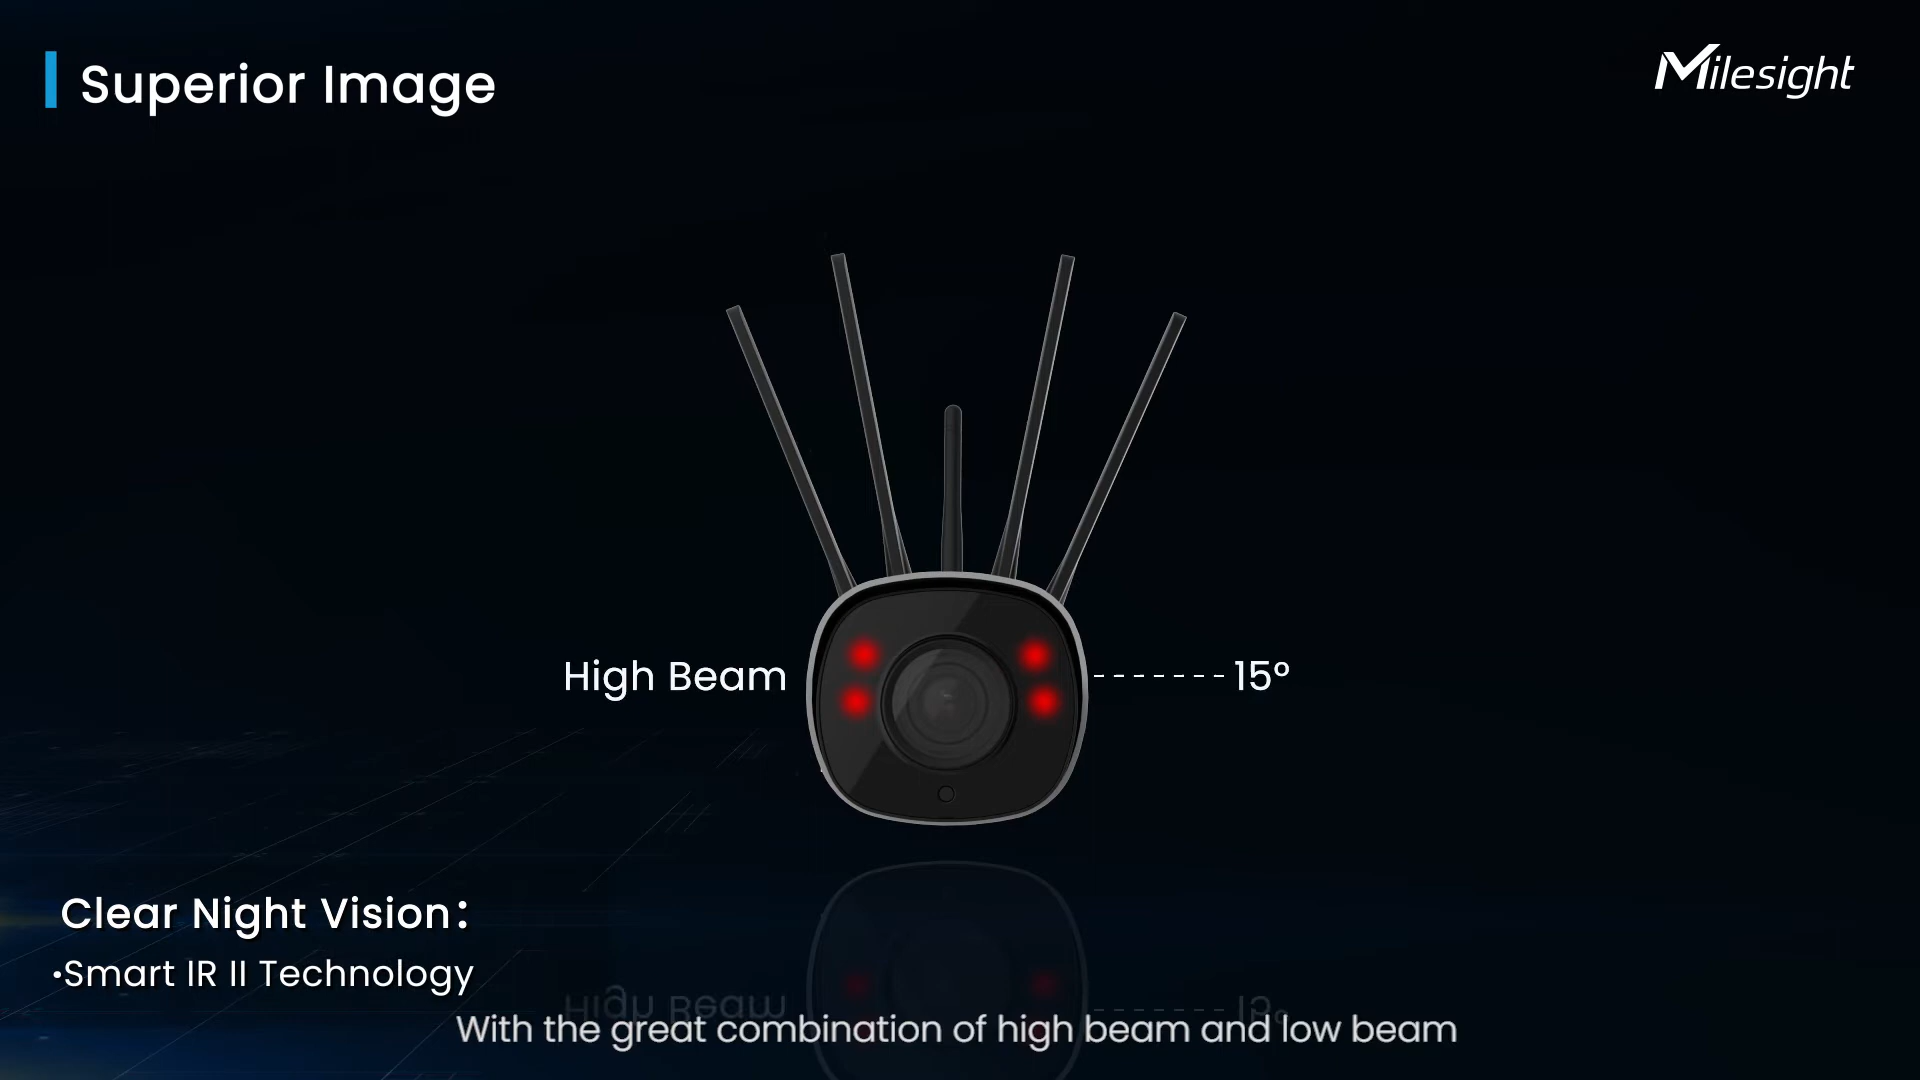 Superior Image
Milesight
High Beam
15°
Clear Night Vision:
·Smart IR II Technology
With the great combination of high beam and low beam